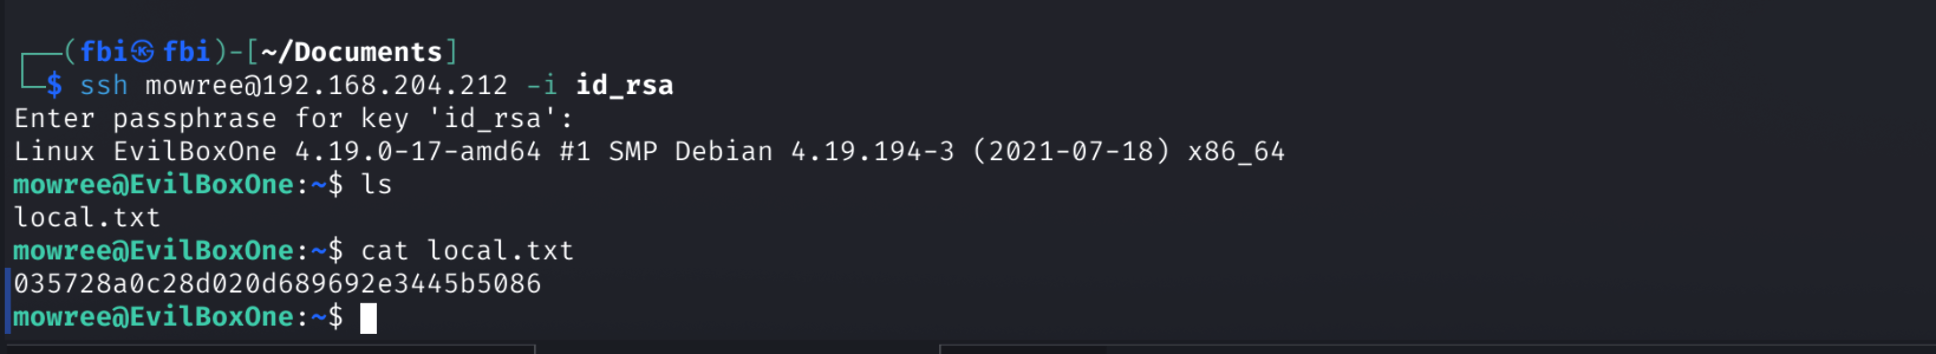 (fbi㉿fbi)-[~/Documents]
$ ssh mowree@192.168.204.212 -i id_rsa
Enter passphrase for key 'id_rsa':
Linux EvilBoxOne 4.19.0-17-amd64 #1 SMP Debian 4.19.194-3 (2021-07-18) x86_64
mowree@EvilBoxOne:~$ ls
local.txt
mowree@EvilBoxOne:~$ cat local.txt
035728a0c28d020d689692e3445b5086
mowree@EvilBoxOne:~$